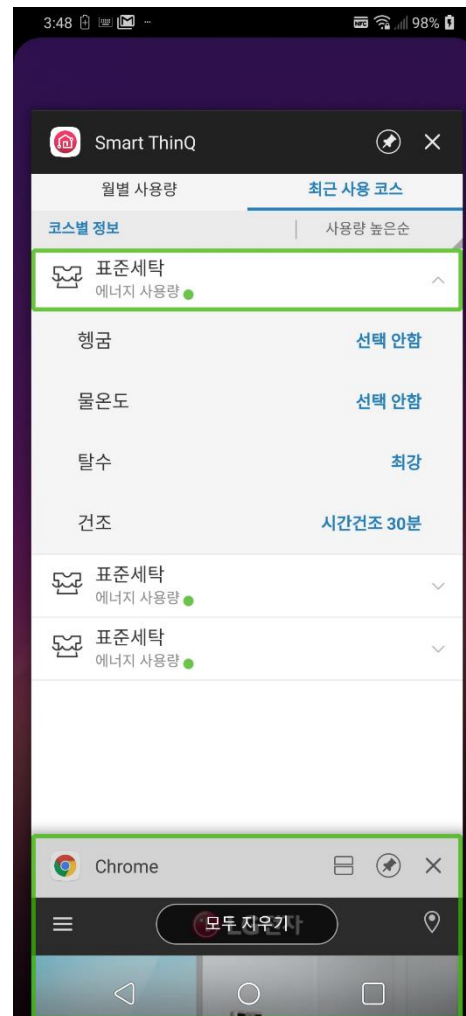 3:48
98%
Smart ThinQ
월별 사용량
최근 사용 코스
코스별 정보
사용량 높은순
표준세탁
에너지 사용량
헹굼
선택 안함
물온도
선택 안함
탈수
최강
건조
시간건조 30분
표준세탁
에너지 사용량
표준세탁
에너지 사용량
Chrome
모두 지우기